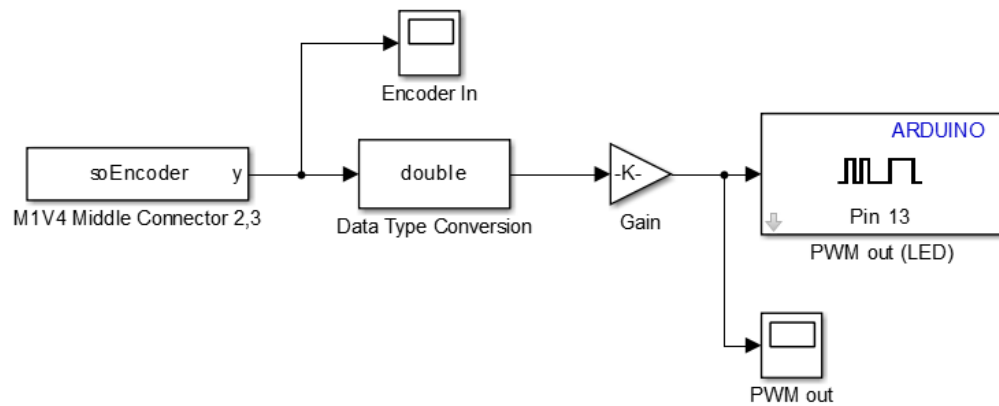 Encoder In
soEncoder
y
M1V4 Middle Connector 2,3
double
Data Type Conversion
-K-
Gain
ARDUINO
Pin 13
PWM out (LED)
PWM out